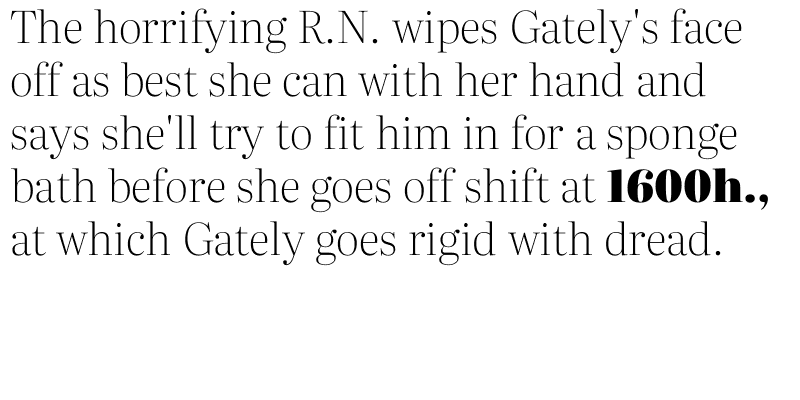 The horrifying R.N. wipes Gately's face
off as best she can with her hand and
says she'll try to fit him in for a sponge
bath before she goes off shift at 1600h.,
at which Gately goes rigid with dread.